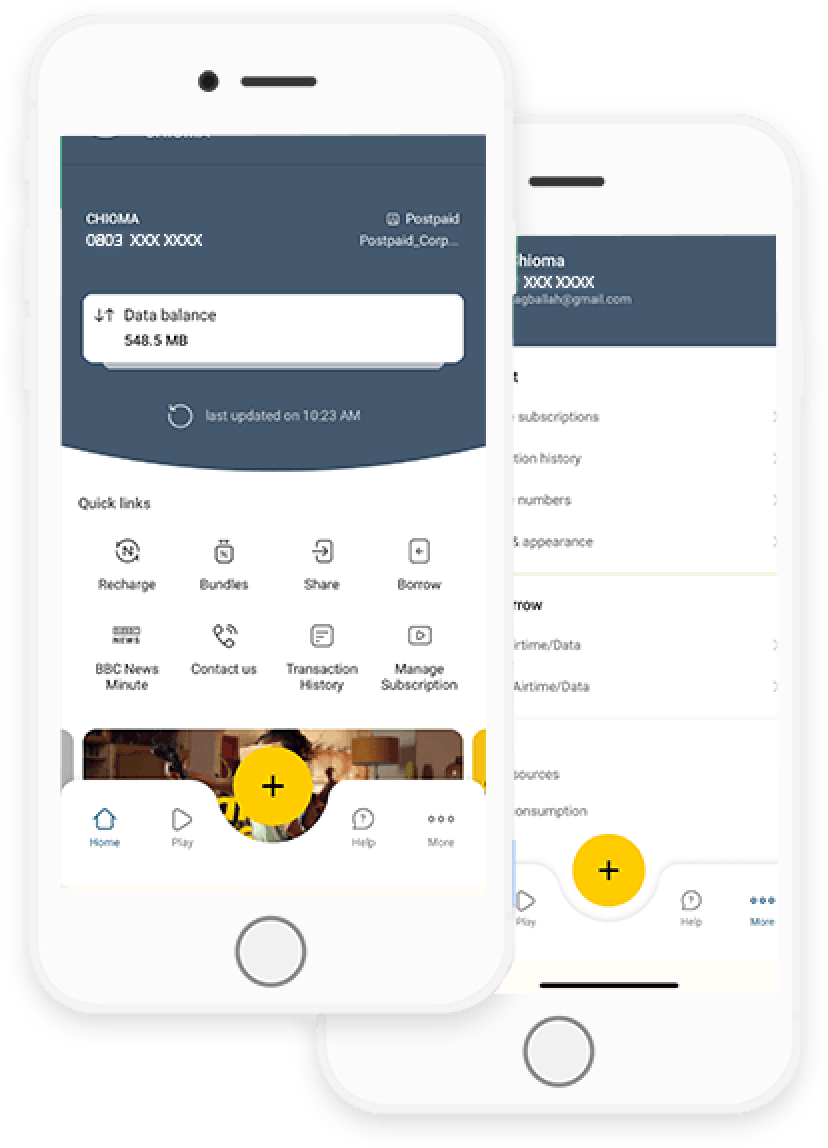 CHIOMA
Postpaid
0803 XXX XXXX
Postpaid_Corp...
Data balance
548.5 MB
last updated on 10:23 AM
Quick links
Recharge
Bundles
Share
Borrow
BBC News
Minute
Contact us
Transaction
History
Manage
Subscription
NEWS
Home
Play
Help
More
hioma
XXX XXXX
agballah@gmail.com
t
subscriptions
tion history
numbers
& appearance
rrow
irtime/Data
Airtime/Data
sources
onsumption
Play
Help
More